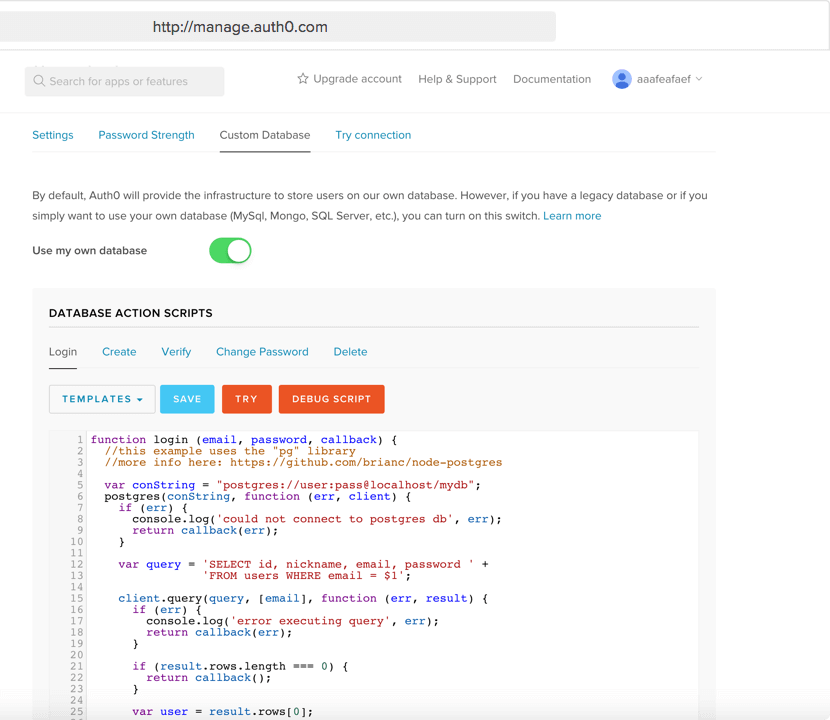 http://manage.auth0.com
Search for apps or features
Upgrade account Help & Support Documentation aaafeafaef
Settings Password Strength Custom Database Try connection
By default, Auth0 will provide the infrastructure to store users on our own database. However, if you have a legacy database or if you
simply want to use your own database (MySql, Mongo, SQL Server, etc.), you can turn on this switch. Learn more
Use my own database
DATABASE ACTION SCRIPTS
Login Create Verify Change Password Delete
TEMPLATES SAVE TRY DEBUG SCRIPT
1 function login (email, password, callback) {
2 //this example uses the "pg" library
3 //more info here: https://github.com/brianc/node-postgres
4
5 var conString = "postgres://user:pass@localhost/mydb";
6 postgres(conString, function (err, client) {
7 if (err) {
8 console.log('could not connect to postgres db', err);
9 return callback(err);
10 }
11
12 var query = 'SELECT id, nickname, email, password ' +
13 'FROM users WHERE email = $1';
14
15 client.query(query, [email], function (err, result) {
16 if (err) {
17 console.log('error executing query', err);
18 return callback(err);
19 }
20
21 if (result.rows.length === 0) {
22 return callback();
23 }
24
25 var user = result.rows[0];